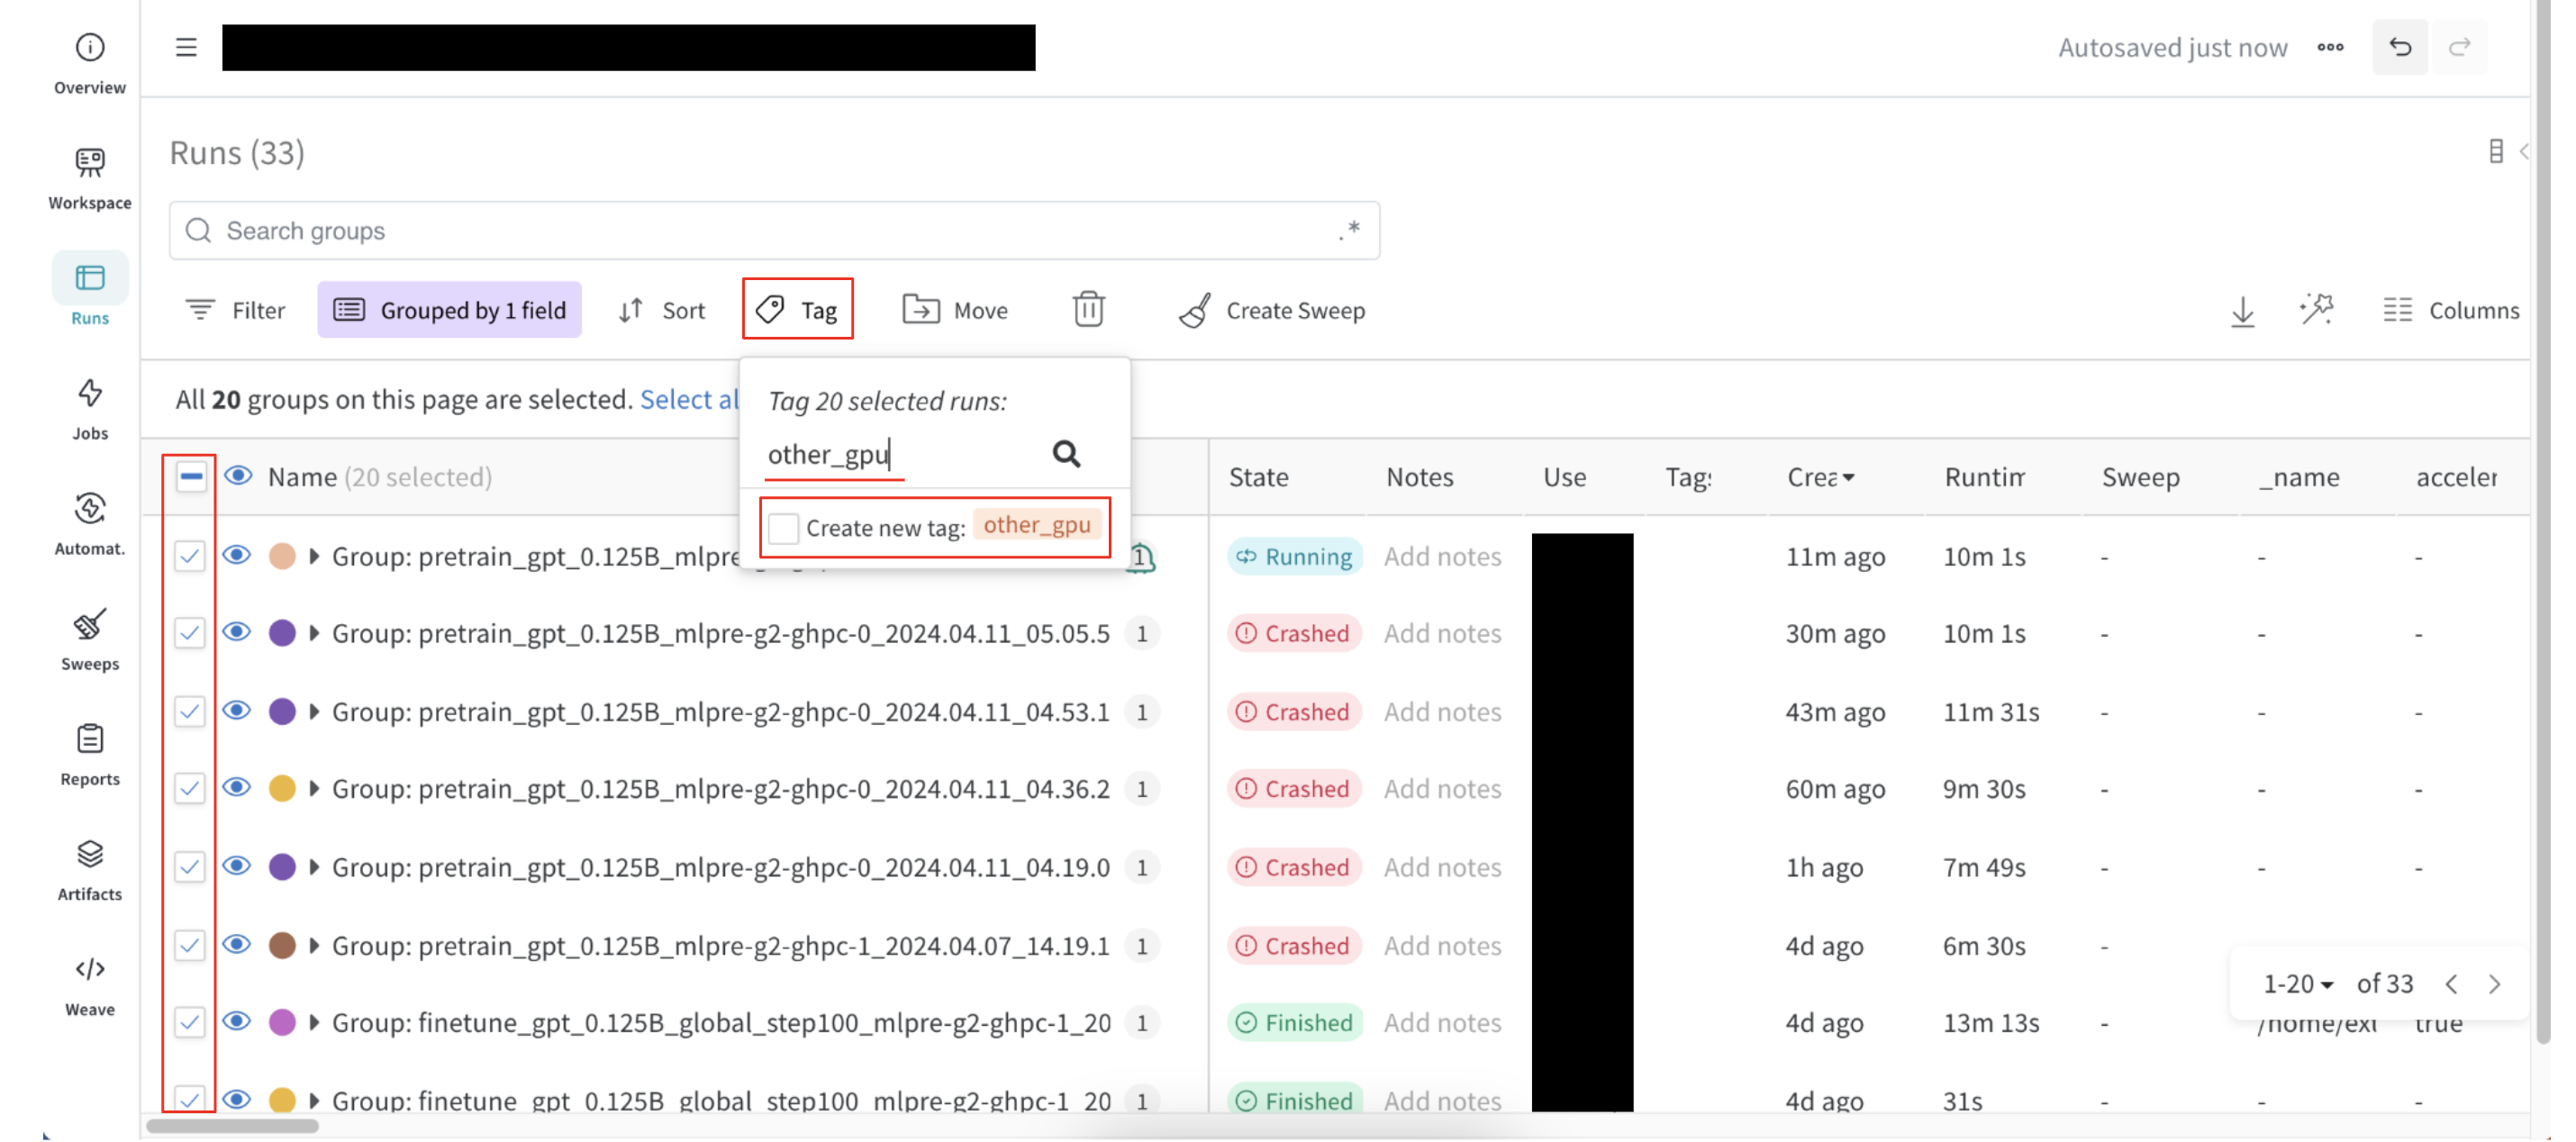 Overview
Workspace
Runs
Jobs
Automat.
Sweeps
Reports
Artifacts
Weave
Autosaved just now
Runs (33)
Search groups
.*
Filter
Grouped by 1 field
Sort
Tag
Move
Create Sweep
Columns
All 20 groups on this page are selected. Select al
Tag 20 selected runs:
other_gpu
Create new tag: other_gpu
Name (20 selected) State Notes Use Tag Crea Runtir Sweep _name acceler
Group: pretrain_gpt_0.125B_mlpre 1 Running Add notes 11m ago 10m 1s - - -
Group: pretrain_gpt_0.125B_mlpre-g2-ghpc-0_2024.04.11_05.05.5 1 Crashed Add notes 30m ago 10m 1s - - -
Group: pretrain_gpt_0.125B_mlpre-g2-ghpc-0_2024.04.11_04.53.1 1 Crashed Add notes 43m ago 11m 31s - - -
Group: pretrain_gpt_0.125B_mlpre-g2-ghpc-0_2024.04.11_04.36.2 1 Crashed Add notes 60m ago 9m 30s - - -
Group: pretrain_gpt_0.125B_mlpre-g2-ghpc-0_2024.04.11_04.19.0 1 Crashed Add notes 1h ago 7m 49s - - -
Group: pretrain_gpt_0.125B_mlpre-g2-ghpc-1_2024.04.07_14.19.1 1 Crashed Add notes 4d ago 6m 30s -
1-20 of 33
Group: finetune_gpt_0.125B_global_step100_mlpre-g2-ghpc-1_20 1 Finished Add notes 4d ago 13m 13s - /home/ext true
Group: finetune_gpt_0.125B_global_step100_mlpre-g2-ghpc-1_20 1 Finished Add notes 4d ago 31s - - -